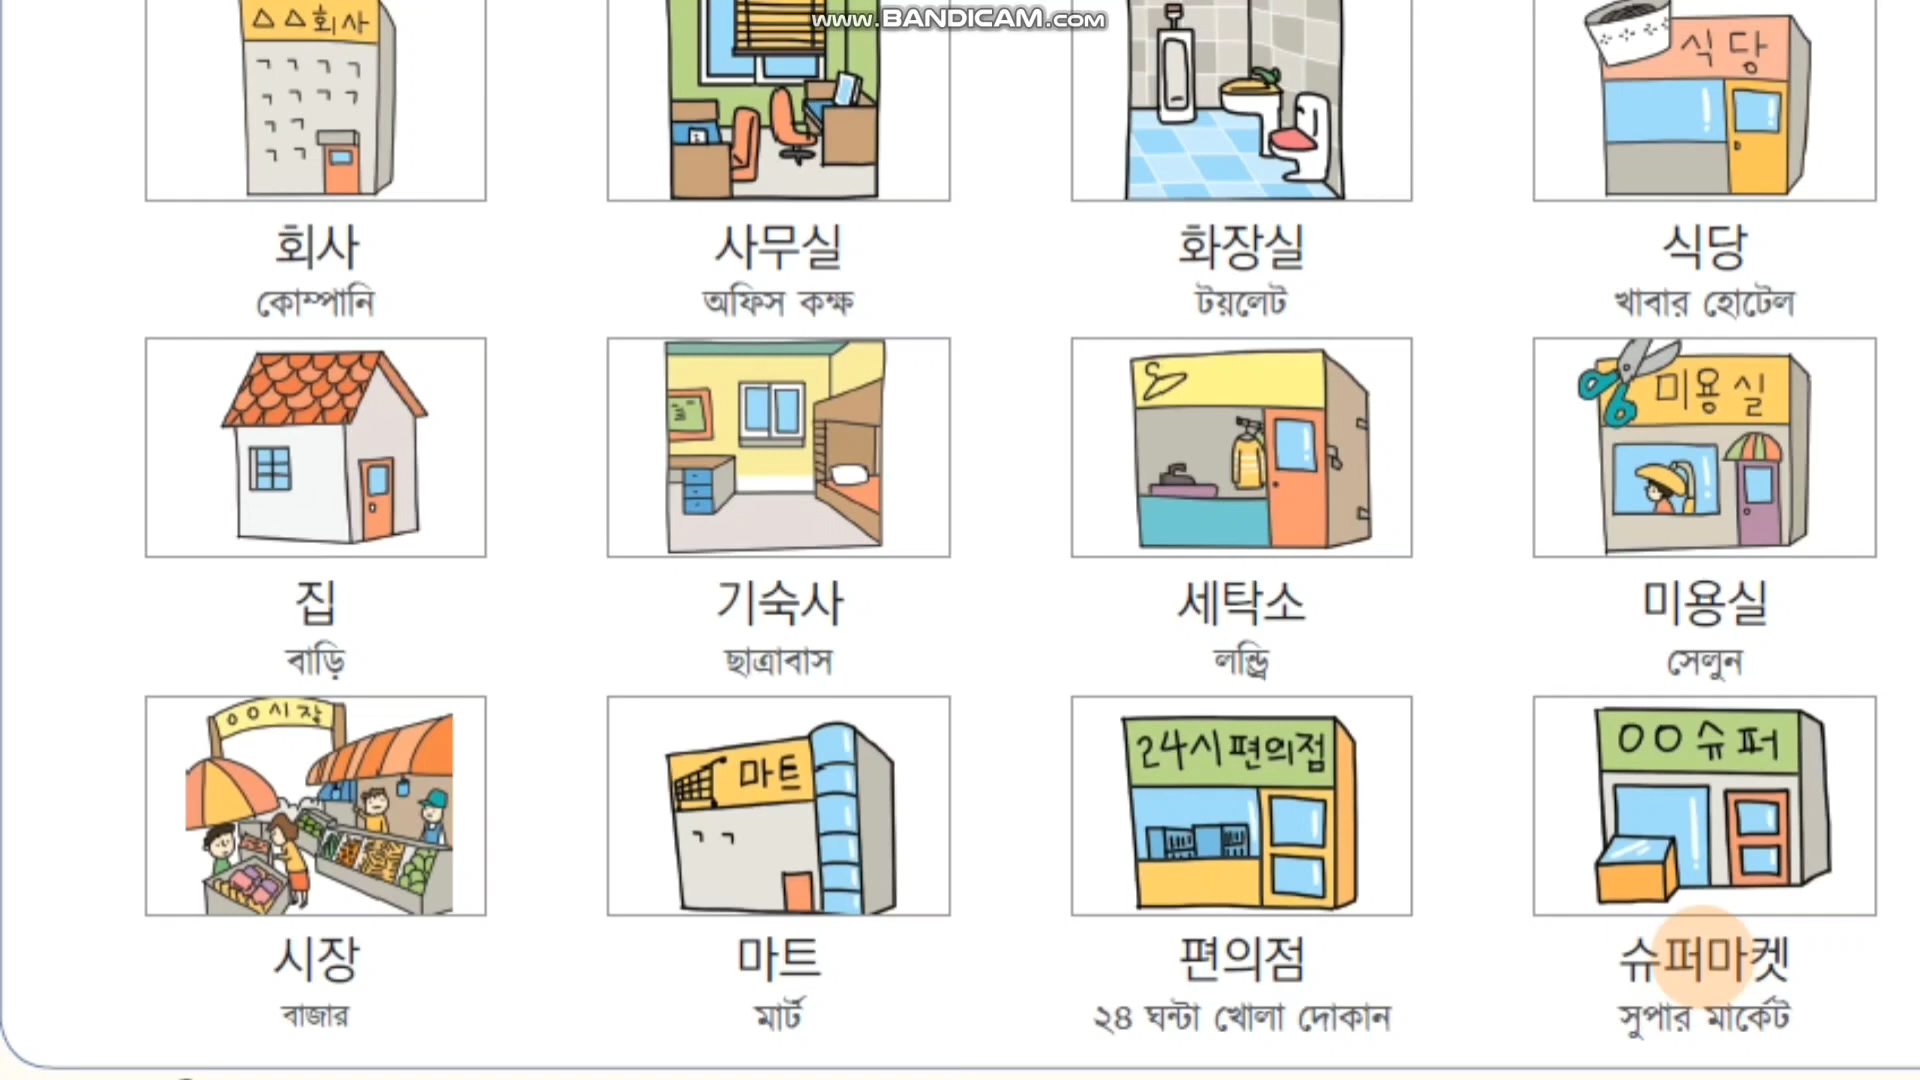 www.BANDICAM.com
△△회사
식당
회사
사무실
화장실
식당
কোম্পানি
অফিস কক্ষ
টয়লেট
খাবার হোটেল
미용실
집
기숙사
세탁소
미용실
বাড়ি
ছাত্রাবাস
লন্ড্রি
সেলুন
○○시장
마트
24시편의점
○○슈퍼
시장
마트
편의점
슈퍼마켓
বাজার
মার্ট
২৪ ঘন্টা খোলা দোকান
সুপার মার্কেট